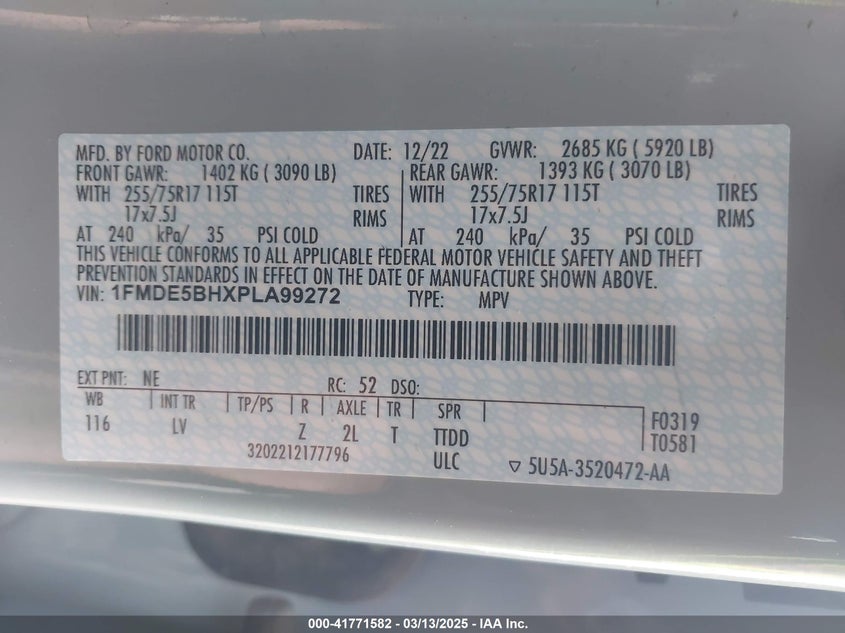 MFD. BY FORD MOTOR CO. DATE: 12/22 GVWR: 2685 KG ( 5920 LB)
FRONT GAWR: 1402 KG ( 3090 LB) REAR GAWR: 1393 KG ( 3070 LB)
WITH 255/75R17 115T TIRES WITH 255/75R17 115T TIRES
17x7.5J RIMS 17x7.5J RIMS
AT 240 kPa/ 35 PSI COLD AT 240 kPa/ 35 PSI COLD
THIS VEHICLE CONFORMS TO ALL APPLICABLE FEDERAL MOTOR VEHICLE SAFETY AND THEFT
PREVENTION STANDARDS IN EFFECT ON THE DATE OF MANUFACTURE SHOWN ABOVE.
VIN: 1FMDE5BHXPLA99272 TYPE: MPV
EXT PNT: NE RC: 52 DSO:
WB INT TR TP/PS R AXLE TR SPR F0319
116 LV Z 2L T TTDD T0581
3202212177796 ULC 5U5A-3520472-AA
000-41771582 — 03/13/2025 — IAA Inc.